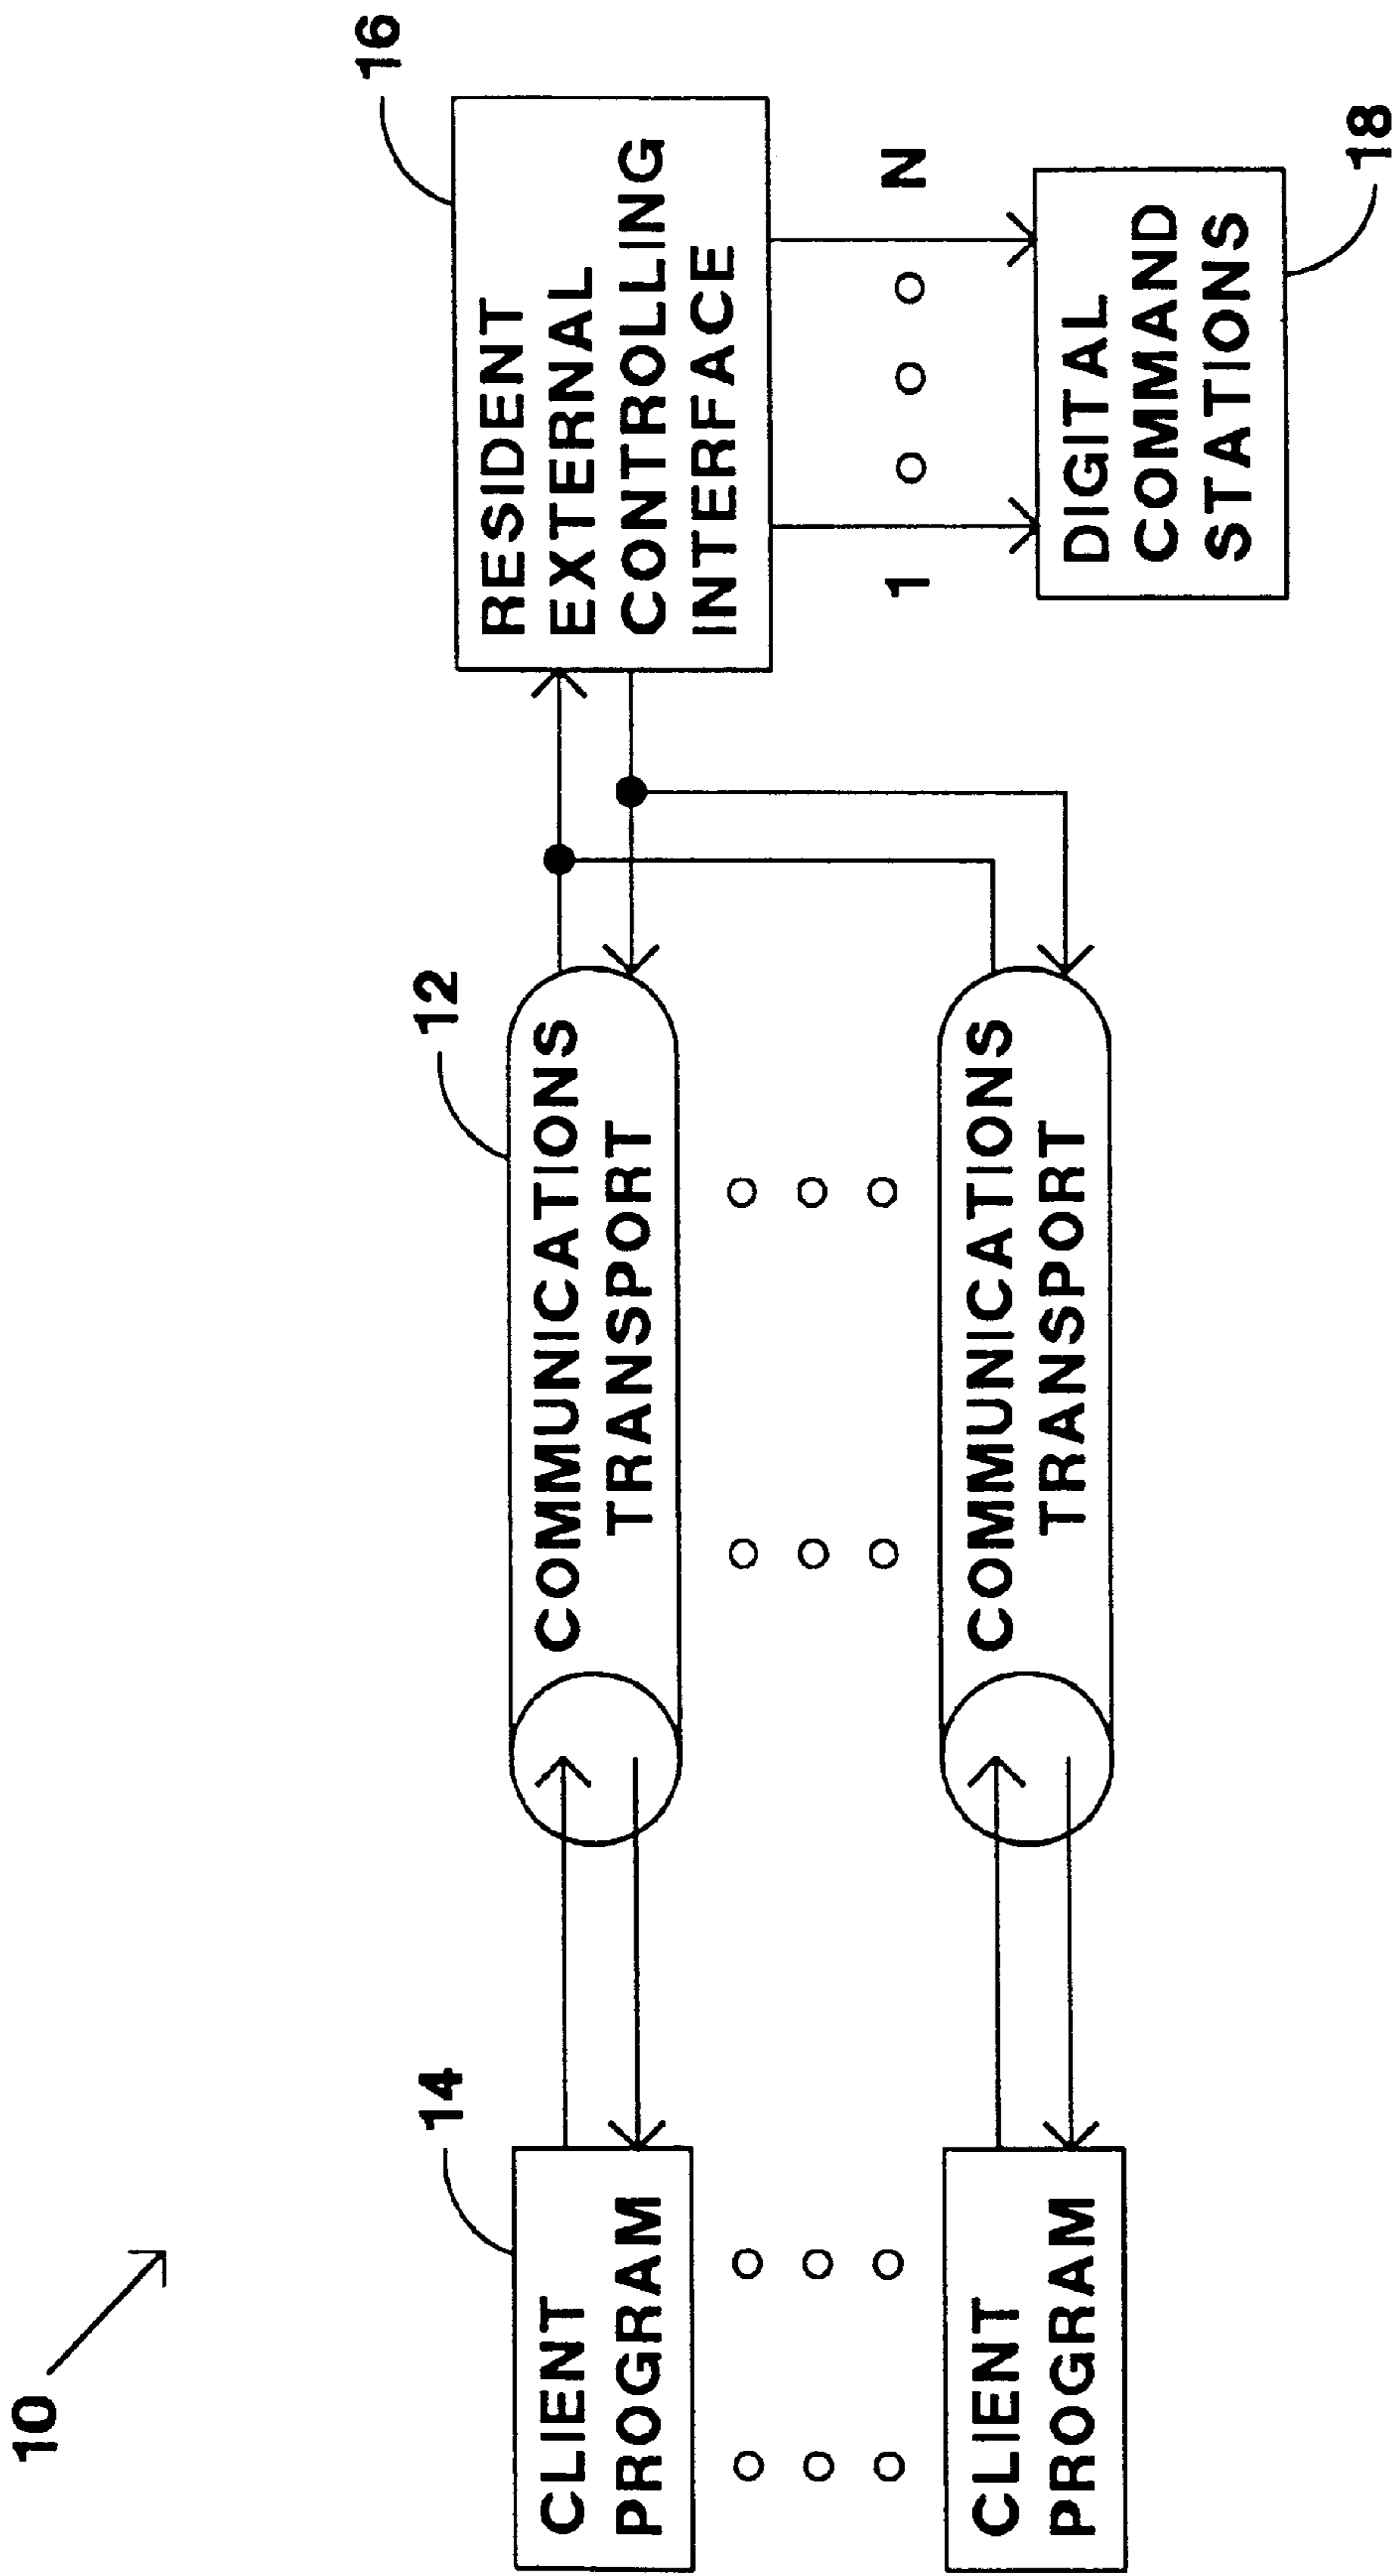 10
14
CLIENT
PROGRAM
12
COMMUNICATIONS
TRANSPORT
16
RESIDENT
EXTERNAL
CONTROLLING
INTERFACE
1
N
DIGITAL
COMMAND
STATIONS
18
CLIENT
PROGRAM
COMMUNICATIONS
TRANSPORT